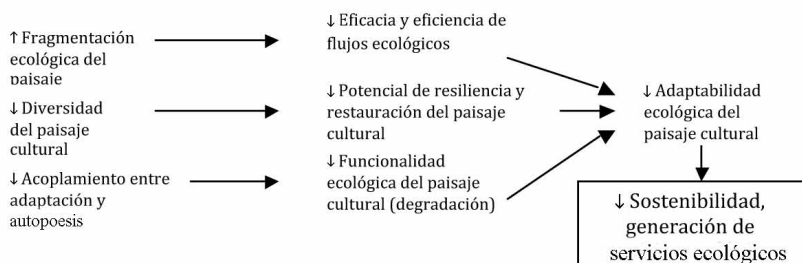 ↑ Fragmentación
ecológica del
paisaje
↓ Diversidad
del paisaje
cultural
↓ Acoplamiento entre
adaptación y
autopoesis
↓ Eficacia y eficiencia de
flujos ecológicos
↓ Potencial de resiliencia y
restauración del paisaje
cultural
↓ Funcionalidad
ecológica del paisaje
cultural (degradación)
↓ Adaptabilidad
ecológica del
paisaje cultural
↓ Sostenibilidad,
generación de
servicios ecológicos